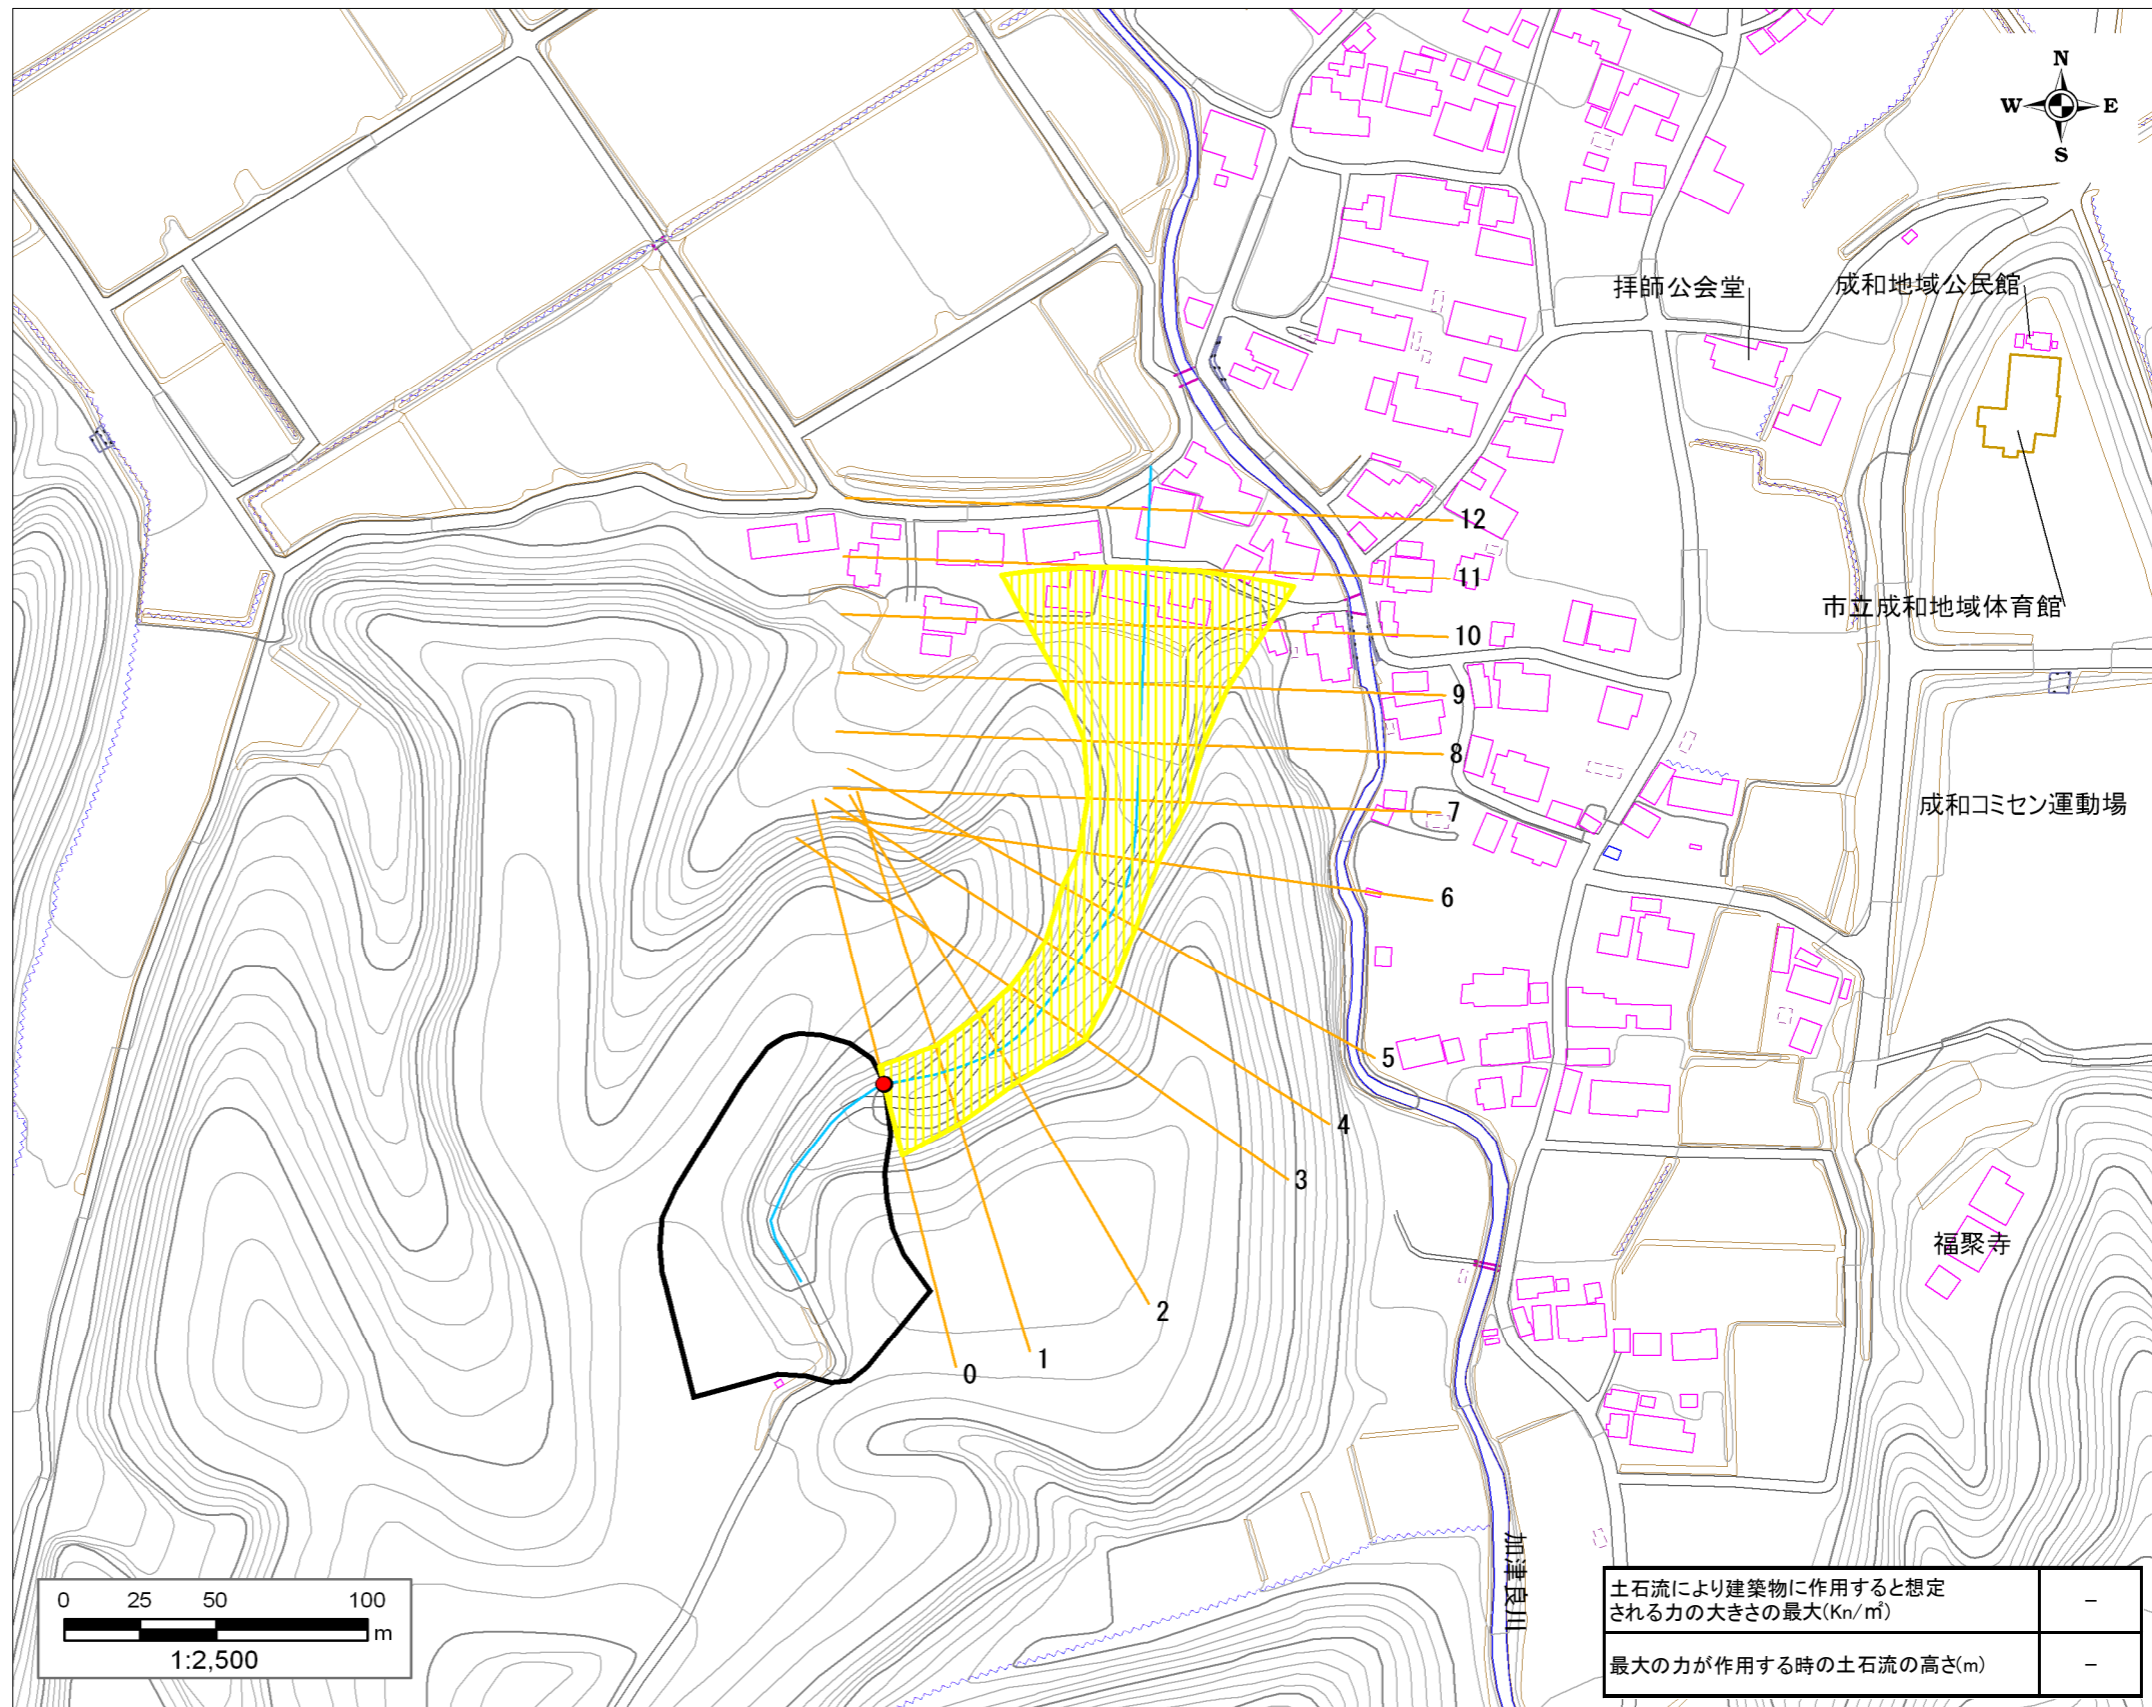 N
W
E
S
拝師公会堂
成和地域公民館
12
11
市立成和地域体育館
10
9
8
7
成和コミセン運動場
6
5
4
3
福聚寺
2
1
0
加津良川
0 25 50 100
m
1:2,500
土石流により建築物に作用すると想定
される力の大きさの最大(Kn/㎡)
－
最大の力が作用する時の土石流の高さ(m)
－